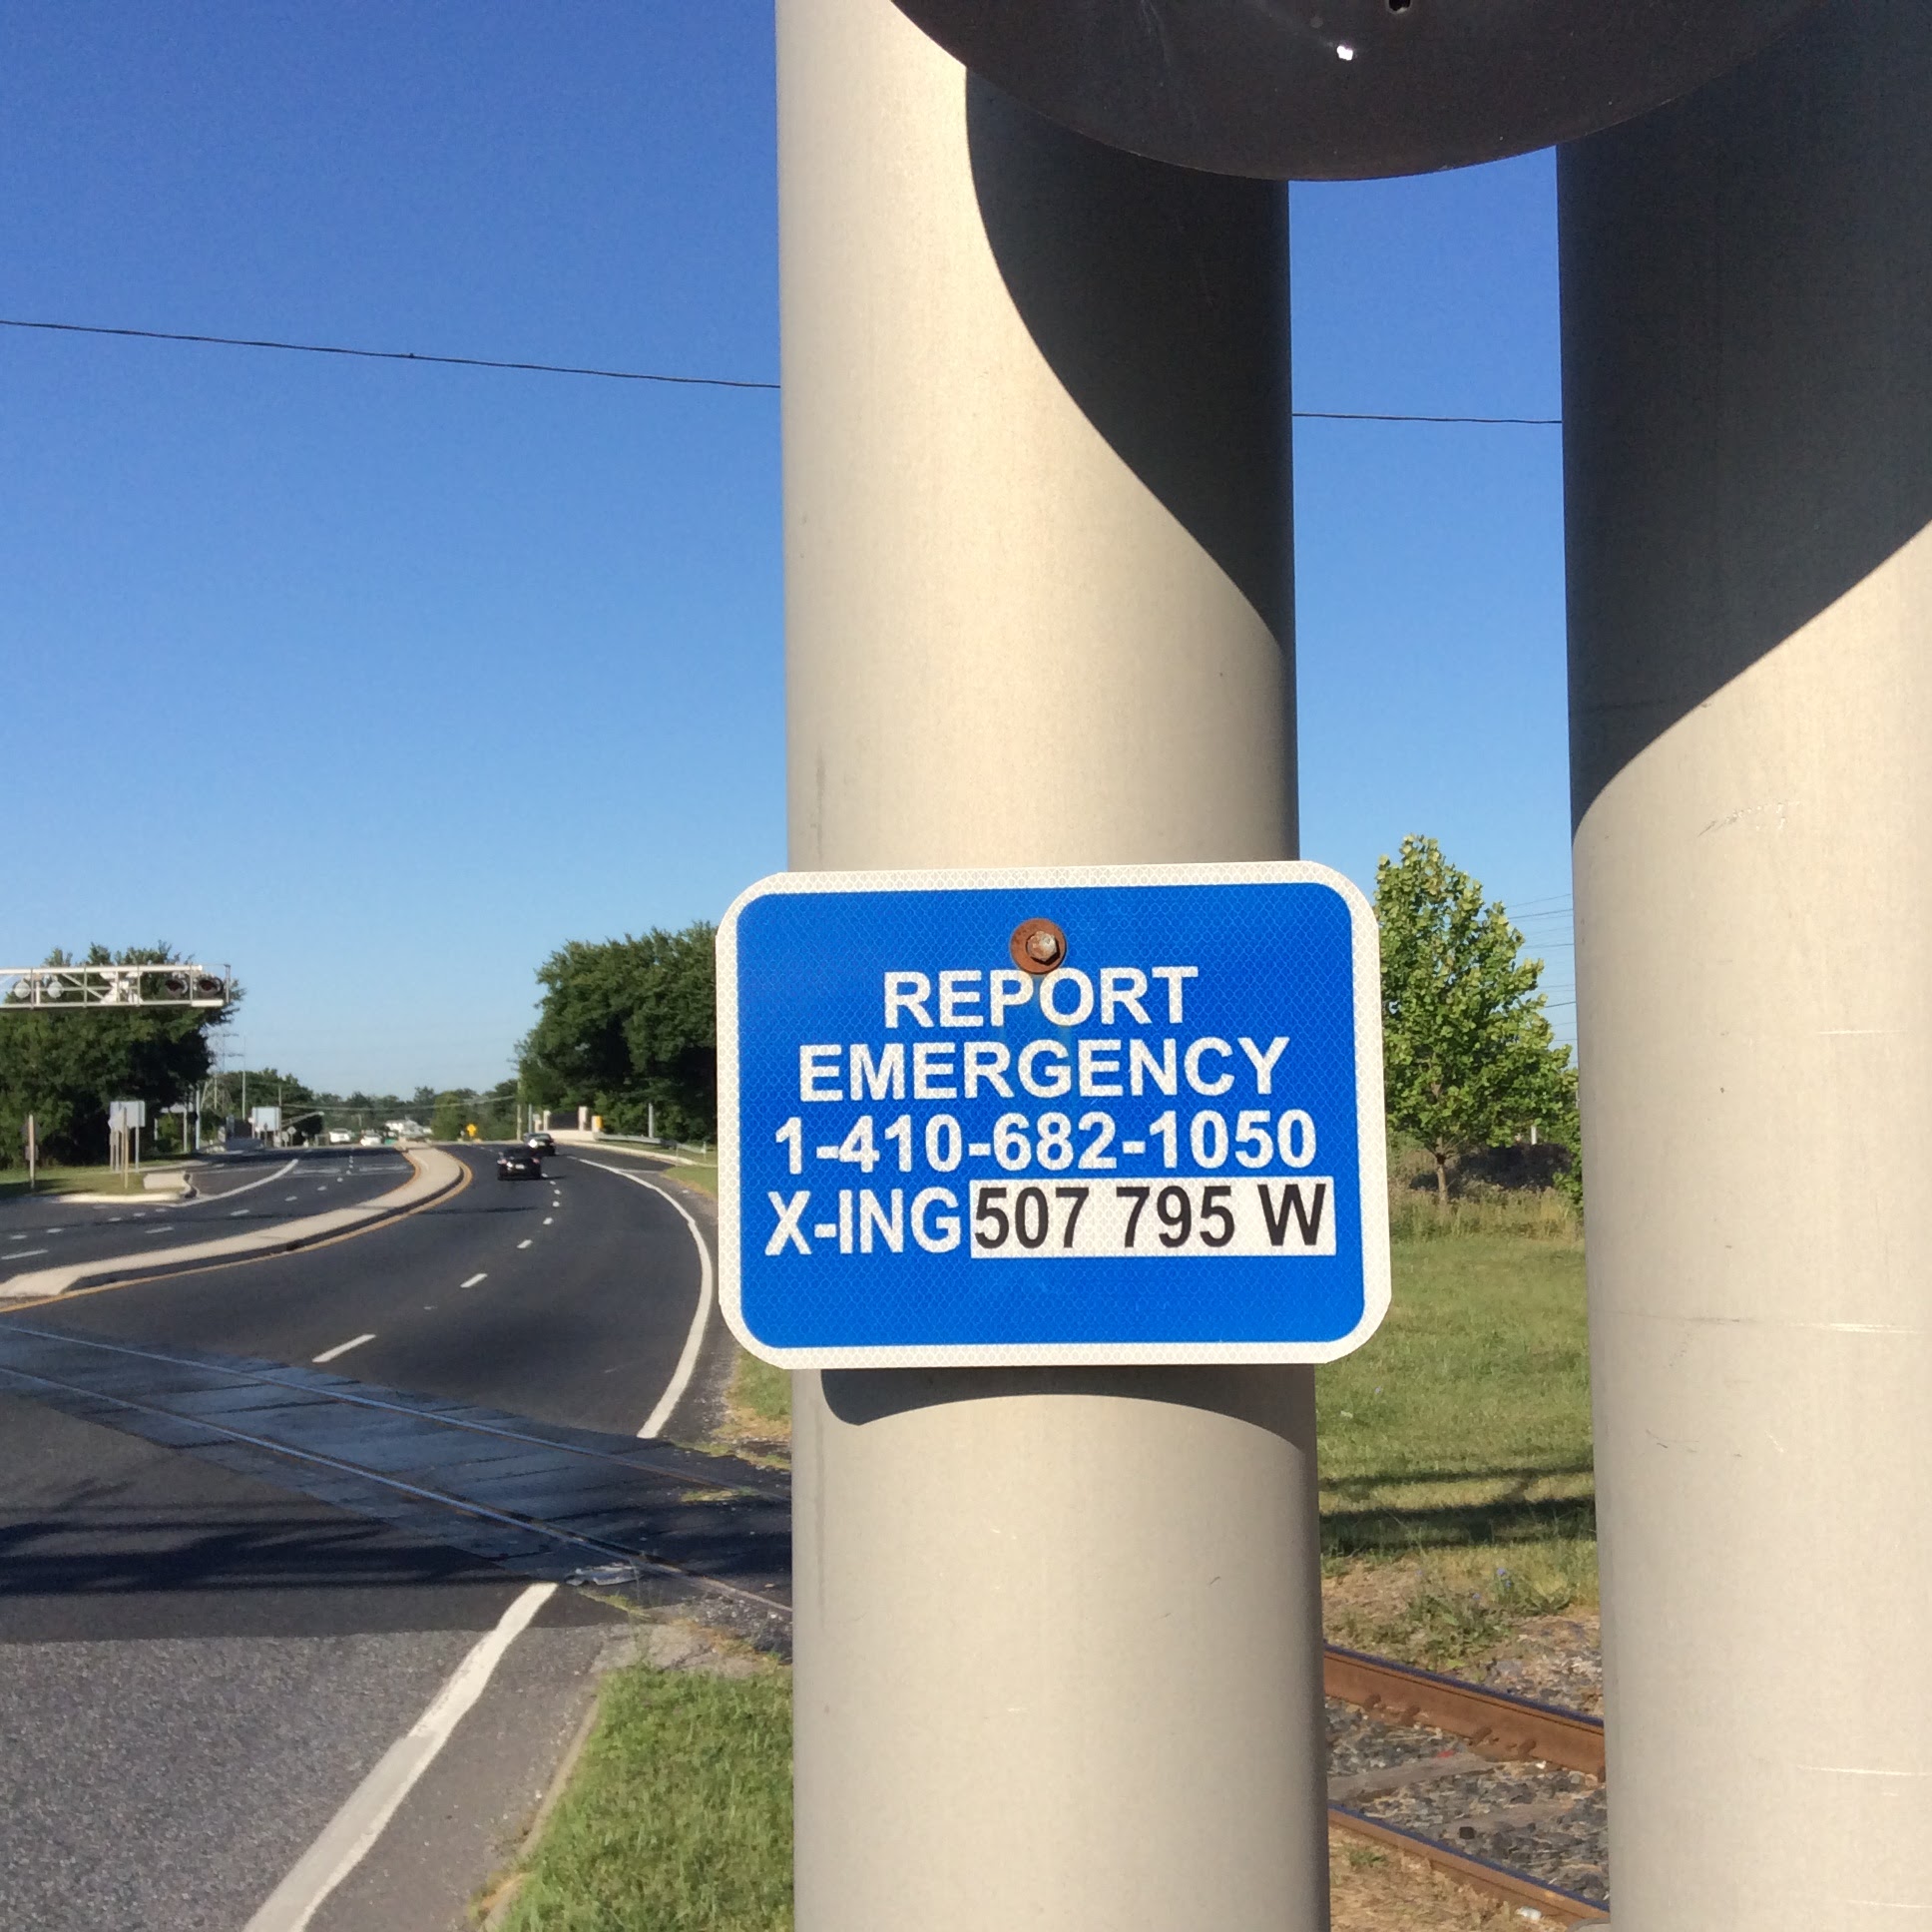 REPORT
EMERGENCY
1-410-682-1050
X-ING 507 795 W